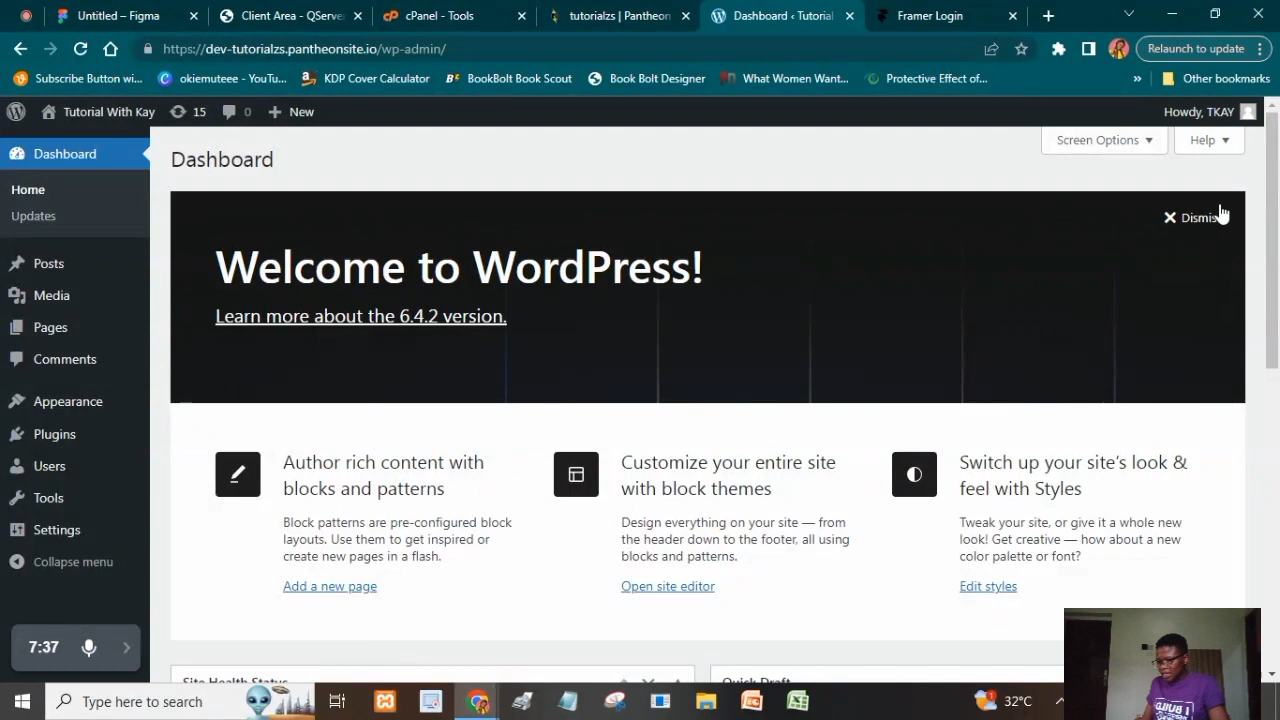 Untitled – Figma
Client Area - QServe
cPanel - Tools
tutorialzs | Pantheon
Dashboard ‹ Tutorial
Framer Login
https://dev-tutorialzs.pantheonsite.io/wp-admin/
Relaunch to update
Subscribe Button wi...
okiemuteee - YouTu...
KDP Cover Calculator
BookBolt Book Scout
Book Bolt Designer
What Women Want...
Protective Effect of...
»
Other bookmarks
Tutorial With Kay
15
0
New
Howdy, TKAY
Dashboard
Home
Updates
Posts
Media
Pages
Comments
Appearance
Plugins
Users
Tools
Settings
Collapse menu
7:37
Dashboard
Screen Options
Help
Dismis
Welcome to WordPress!
Learn more about the 6.4.2 version.
Author rich content with
blocks and patterns
Block patterns are pre-configured block
layouts. Use them to get inspired or
create new pages in a flash.
Add a new page
Customize your entire site
with block themes
Design everything on your site — from
the header down to the footer, all using
blocks and patterns.
Open site editor
Switch up your site's look &
feel with Styles
Tweak your site, or give it a whole new
look! Get creative — how about a new
color palette or font?
Edit styles
Site Health Status
Quick Draft
Type here to search
32°C